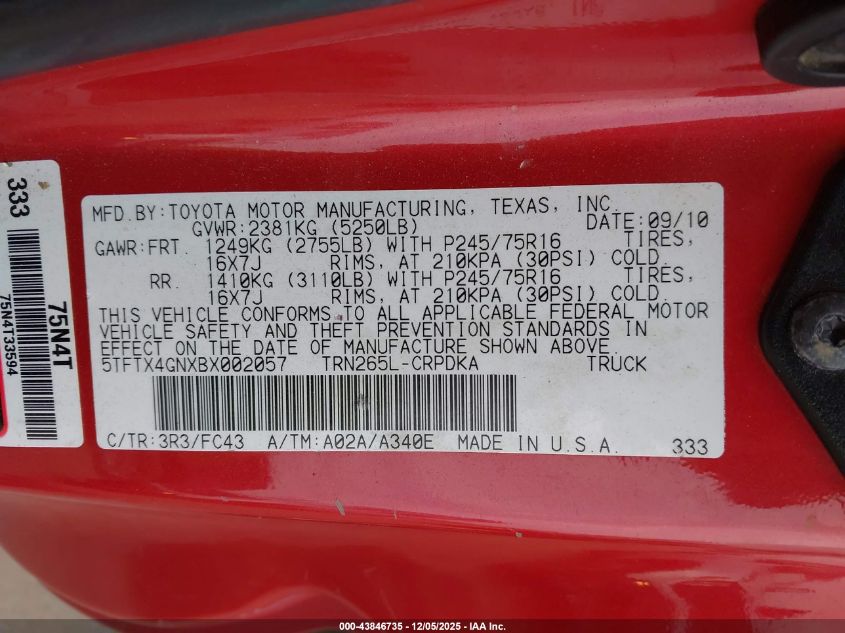 333
75N4T
75N4T33594
MFD.BY:TOYOTA MOTOR MANUFACTURING, TEXAS, INC.
GVWR:2381KG (5250LB) DATE:09/10
GAWR:FRT. 1249KG (2755LB) WITH P245/75R16 TIRES,
16X7J RIMS, AT 210KPA (30PSI) COLD.
RR. 1410KG (3110LB) WITH P245/75R16 TIRES,
16X7J RIMS, AT 210KPA (30PSI) COLD.
THIS VEHICLE CONFORMS TO ALL APPLICABLE FEDERAL MOTOR
VEHICLE SAFETY AND THEFT PREVENTION STANDARDS IN
EFFECT ON THE DATE OF MANUFACTURE SHOWN ABOVE.
5TFTX4GNXBX002057 TRN265L-CRPDKA TRUCK
C/TR:3R3/FC43 A/TM:A02A/A340E MADE IN U.S.A. 333
000-43846735 - 12/05/2025 - IAA Inc.